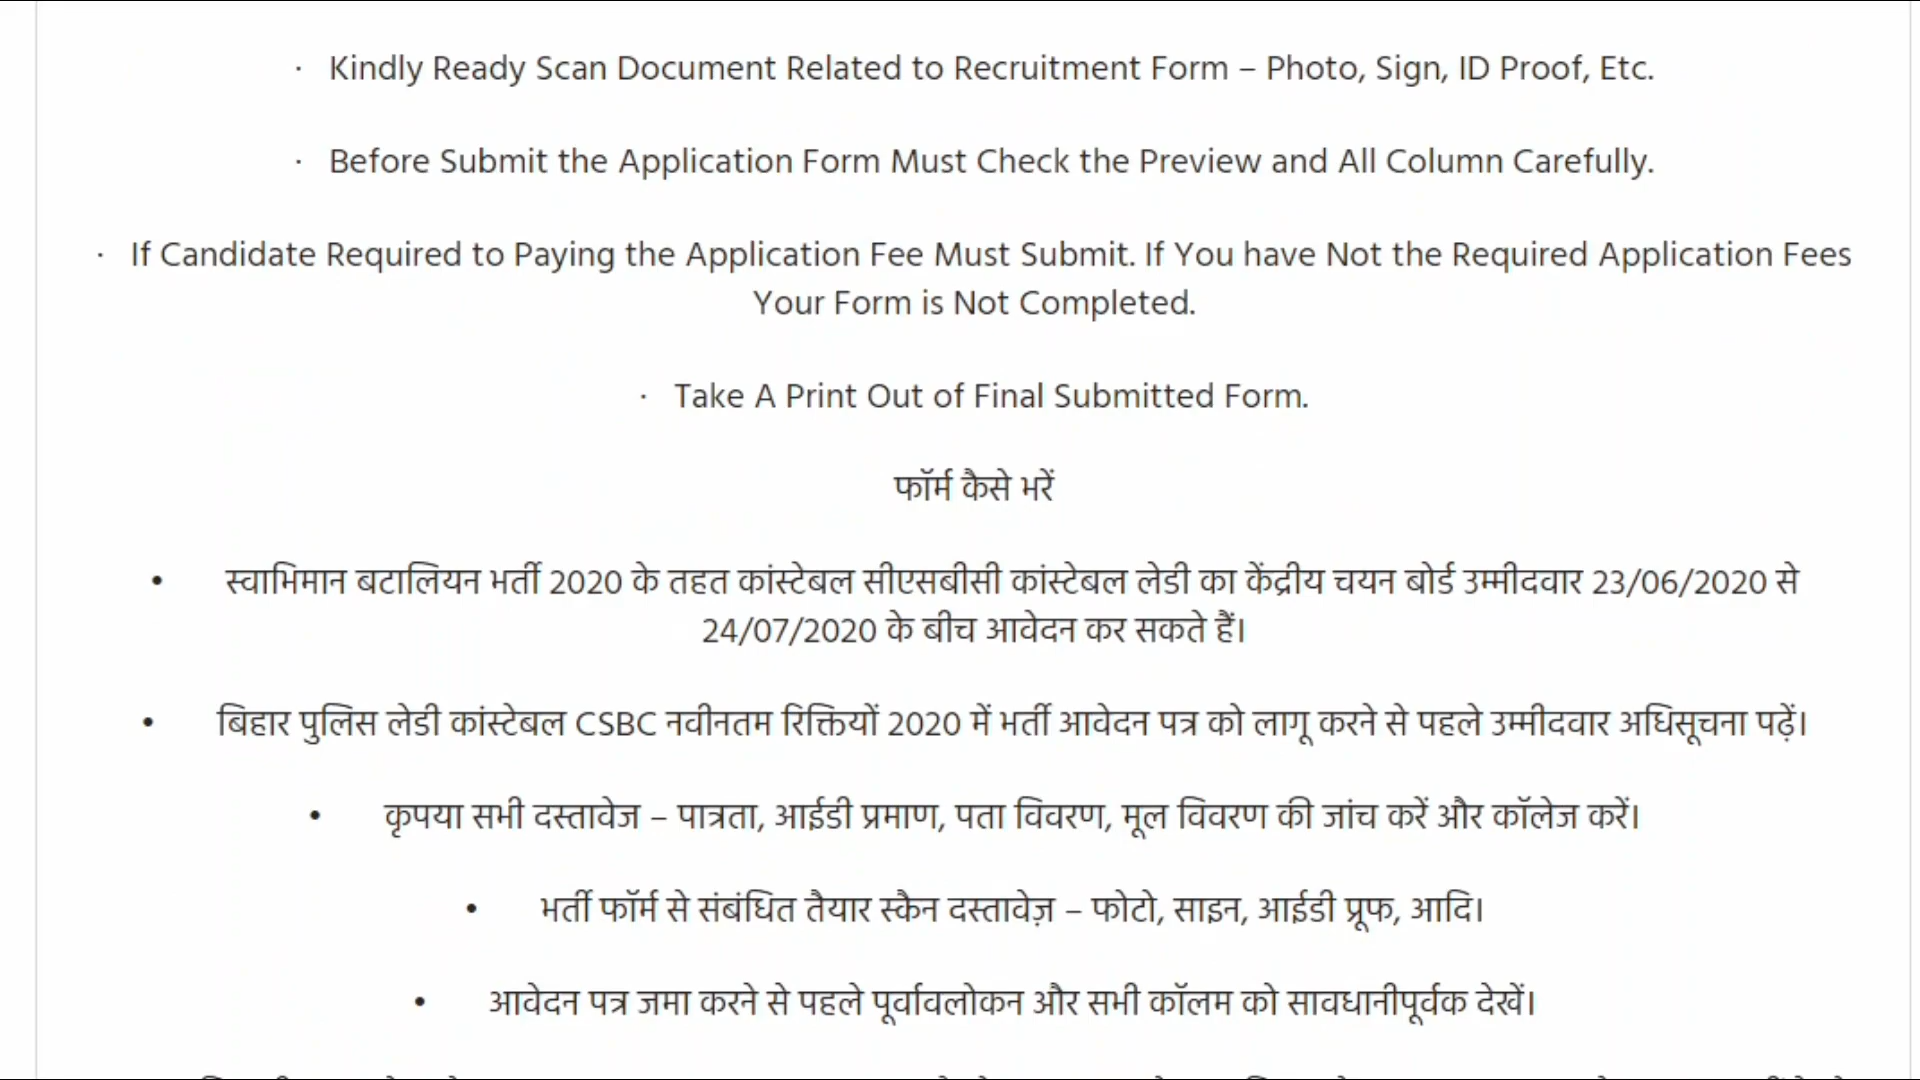 · Kindly Ready Scan Document Related to Recruitment Form – Photo, Sign, ID Proof, Etc.
· Before Submit the Application Form Must Check the Preview and All Column Carefully.
· If Candidate Required to Paying the Application Fee Must Submit. If You have Not the Required Application Fees
Your Form is Not Completed.
· Take A Print Out of Final Submitted Form.
फॉर्म कैसे भरें
• स्वाभिमान बटालियन भर्ती 2020 के तहत कांस्टेबल सीएसबीसी कांस्टेबल लेडी का केंद्रीय चयन बोर्ड उम्मीदवार 23/06/2020 से
24/07/2020 के बीच आवेदन कर सकते हैं।
• बिहार पुलिस लेडी कांस्टेबल CSBC नवीनतम रिक्तियों 2020 में भर्ती आवेदन पत्र को लागू करने से पहले उम्मीदवार अधिसूचना पढ़ें।
• कृपया सभी दस्तावेज – पात्रता, आईडी प्रमाण, पता विवरण, मूल विवरण की जांच करें और कॉलेज करें।
• भर्ती फॉर्म से संबंधित तैयार स्कैन दस्तावेज़ – फोटो, साइन, आईडी प्रूफ, आदि।
• आवेदन पत्र जमा करने से पहले पूर्वावलोकन और सभी कॉलम को सावधानीपूर्वक देखें।